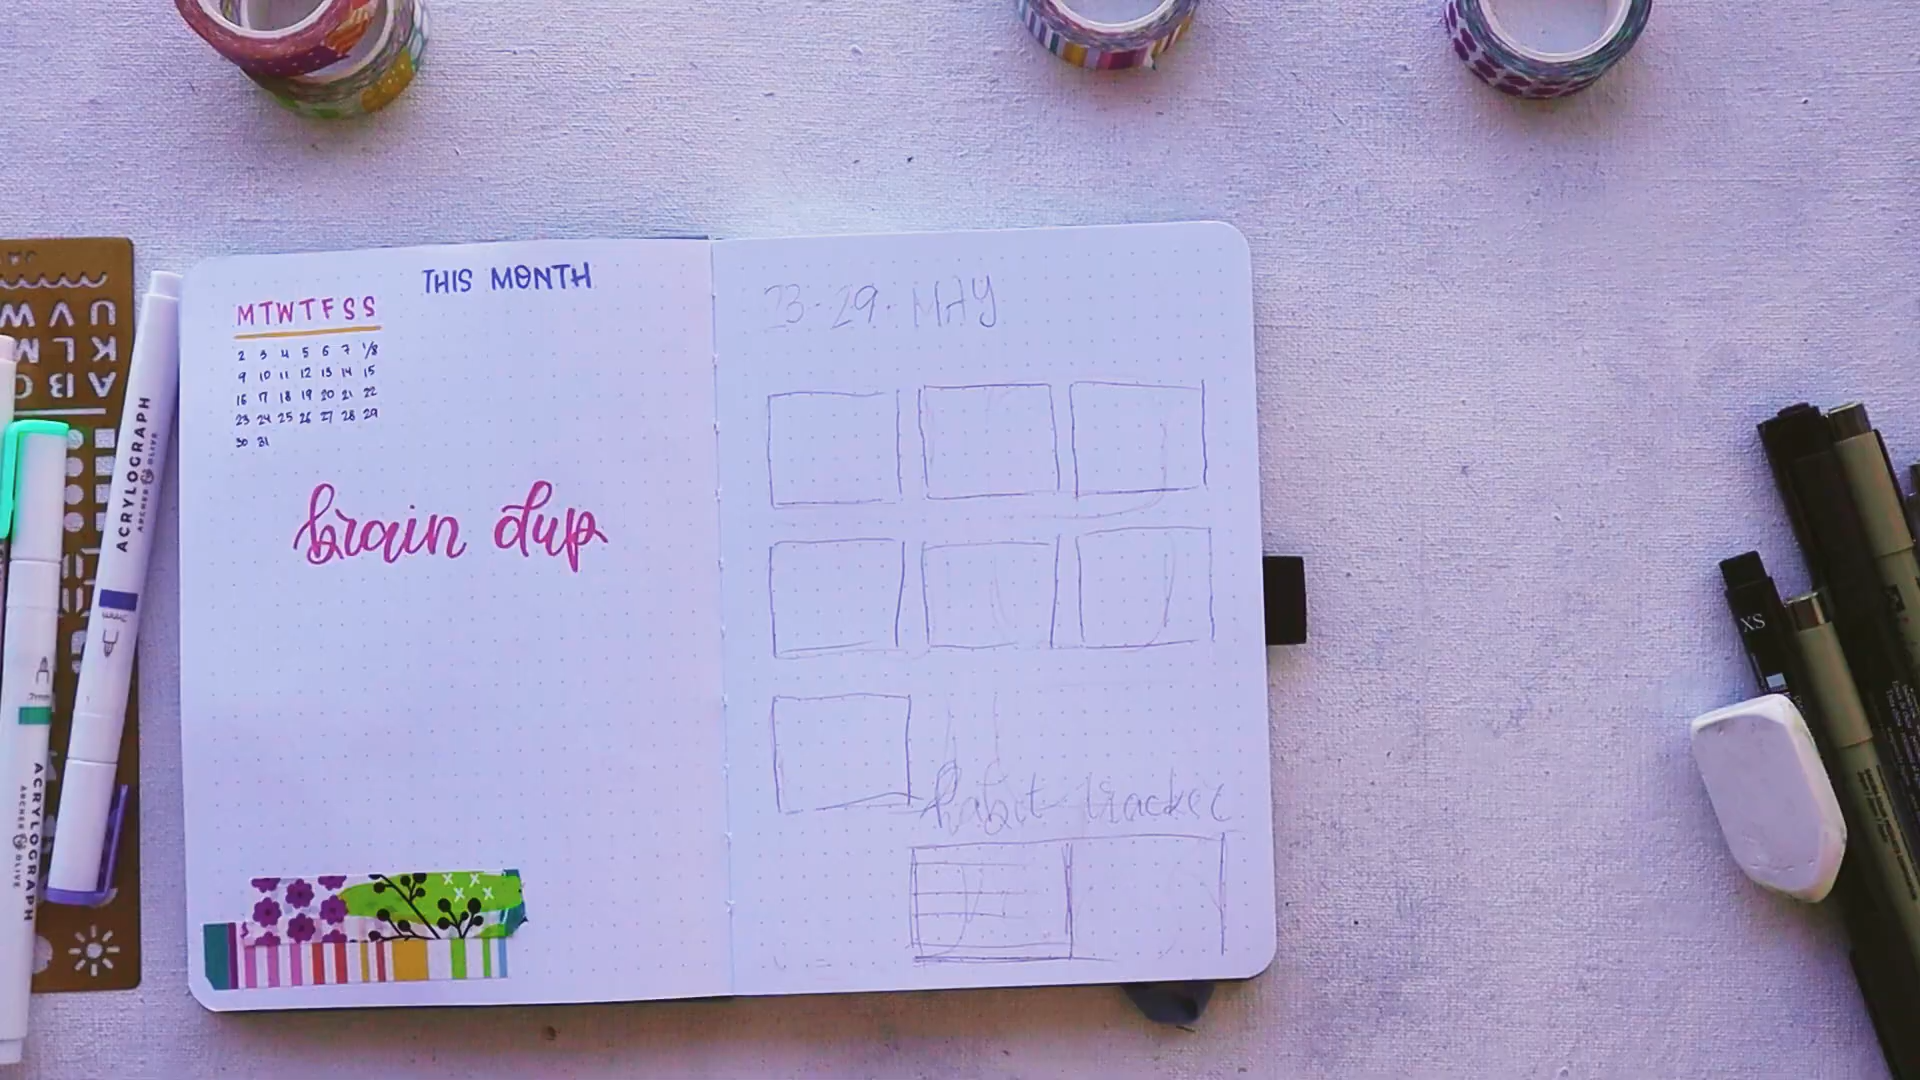 THIS MONTH
M T W T F S S
2 3 4 5 6 7 1/8
9 10 11 12 13 14 15
16 17 18 19 20 21 22
23 24 25 26 27 28 29
30 31
brain dup
23-29. MAY
habit tracker
ACRYLOGRAPH
ARCHER & OLIVE
ACRYLOGRAPH
ARCHER & OLIVE
U V W
K L M
A B C
XS